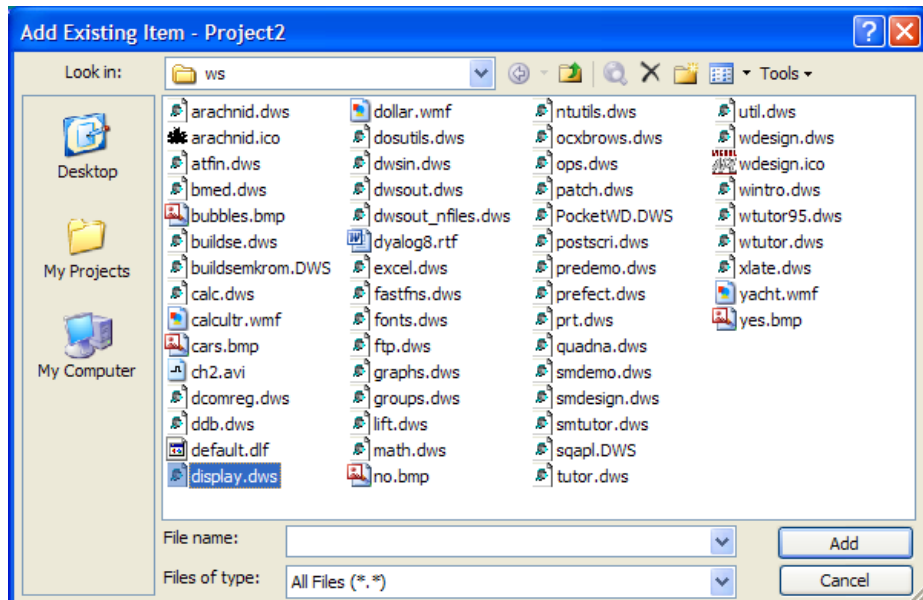 Add Existing Item - Project2
Look in:
ws
Tools
Desktop
My Projects
My Computer
arachnid.dws
arachnid.ico
atfin.dws
bmed.dws
bubbles.bmp
buildse.dws
buildsemkrom.DWS
calc.dws
calcultr.wmf
cars.bmp
ch2.avi
dcomreg.dws
ddb.dws
default.dlf
display.dws
dollar.wmf
dosutils.dws
dwsin.dws
dwsout.dws
dwsout_nfiles.dws
dyalog8.rtf
excel.dws
fastfns.dws
fonts.dws
ftp.dws
graphs.dws
groups.dws
lift.dws
math.dws
no.bmp
ntutils.dws
ocxbrows.dws
ops.dws
patch.dws
PocketWD.DWS
postscri.dws
predemo.dws
prefect.dws
prt.dws
quadna.dws
smdemo.dws
smdesign.dws
smtutor.dws
sqapl.DWS
tutor.dws
util.dws
wdesign.dws
wdesign.ico
wintro.dws
wtutor95.dws
wtutor.dws
xlate.dws
yacht.wmf
yes.bmp
File name:
Add
Files of type:
All Files (*.*)
Cancel